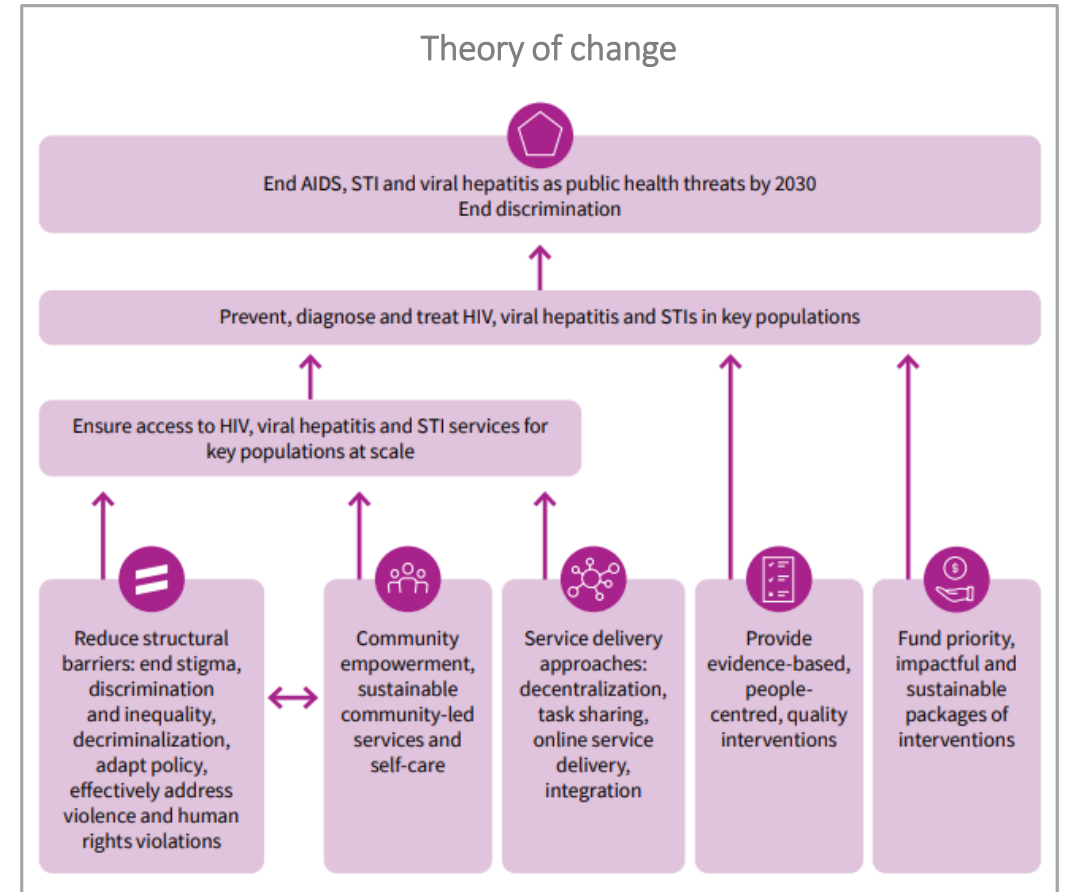 Theory of change
End AIDS, STI and viral hepatitis as public health threats by 2030
End discrimination
Prevent, diagnose and treat HIV, viral hepatitis and STIs in key populations
Ensure access to HIV, viral hepatitis and STI services for
key populations at scale
Reduce structural
barriers: end stigma,
discrimination
and inequality,
decriminalization,
adapt policy,
effectively address
violence and human
rights violations
Community
empowerment,
sustainable
community-led
services and
self-care
Service delivery
approaches:
decentralization,
task sharing,
online service
delivery,
integration
Provide
evidence-based,
people-
centred, quality
interventions
$
Fund priority,
impactful and
sustainable
packages of
interventions